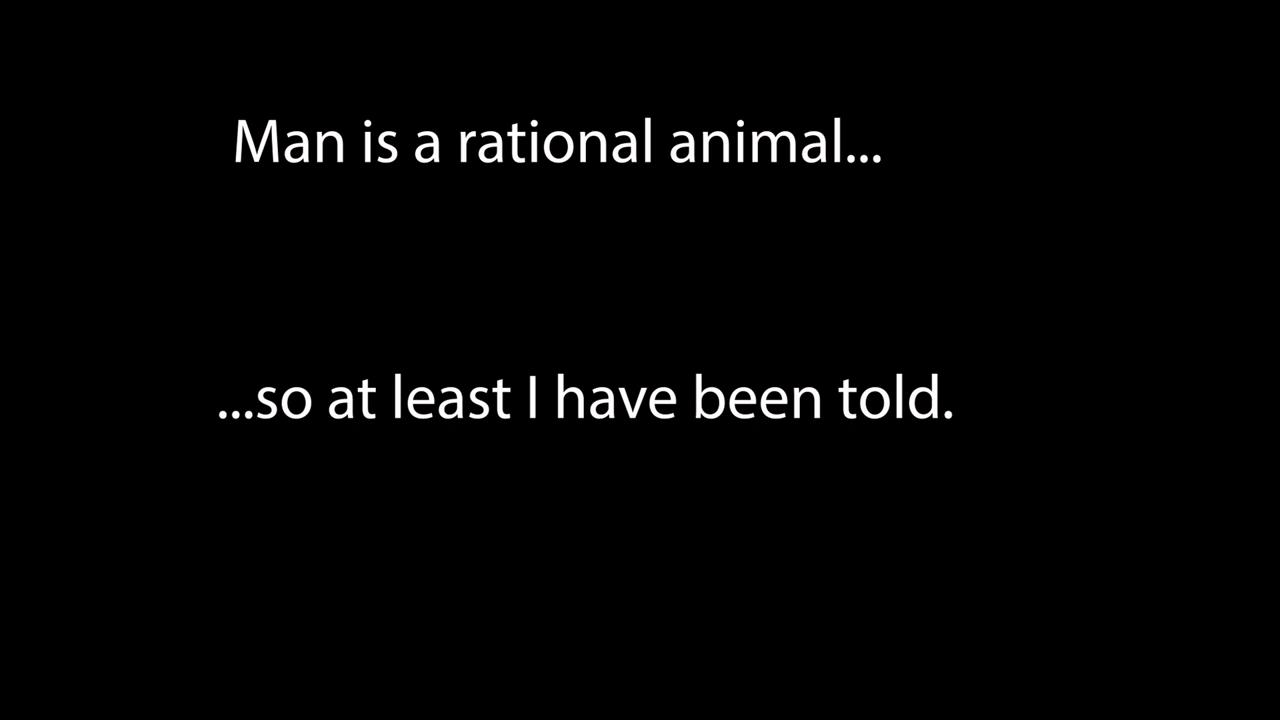 Man is a rational animal...
...so at least I have been told.